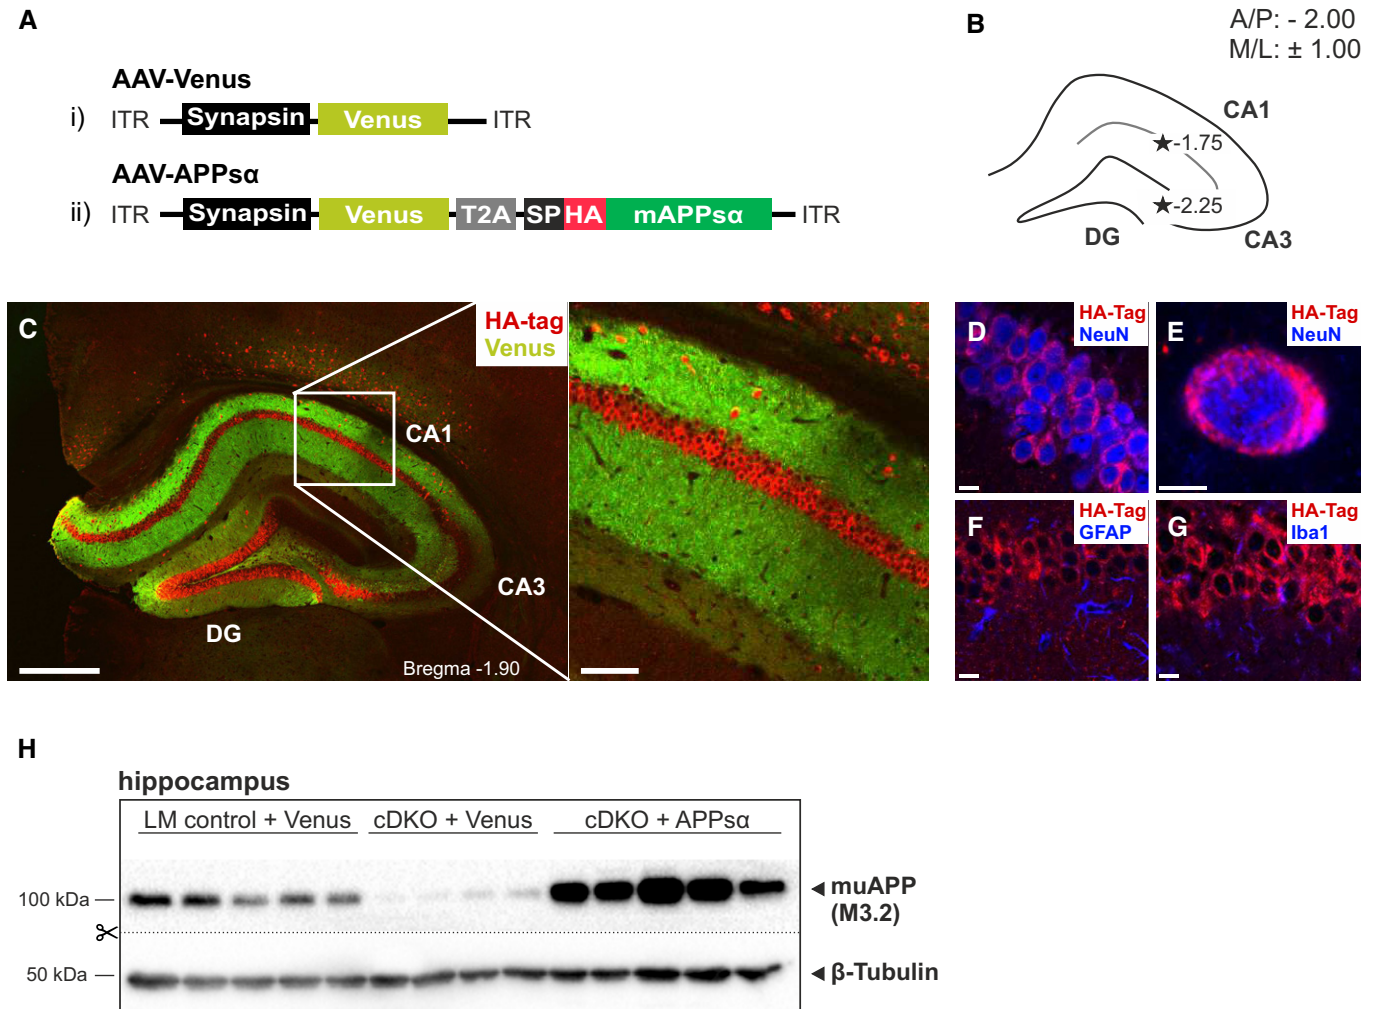 A
AAV-Venus
i) ITR Synapsin Venus ITR
AAV-APPsα
ii) ITR Synapsin Venus T2A SP HA mAPPsα ITR
B
A/P: - 2.00
M/L: ± 1.00
CA1
-1.75
-2.25
DG
CA3
C
HA-tag
Venus
CA1
CA3
DG
Bregma -1.90
D
HA-Tag
NeuN
E
HA-Tag
NeuN
F
HA-Tag
GFAP
G
HA-Tag
Iba1
H
hippocampus
LM control + Venus cDKO + Venus cDKO + APPsα
100 kDa
muAPP
(M3.2)
50 kDa
β-Tubulin